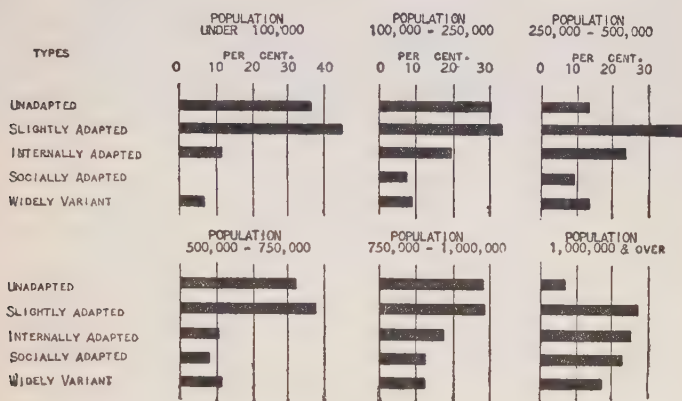 POPULATION
UNDER 100,000
POPULATION
100,000 - 250,000
POPULATION
250,000 - 500,000
TYPES
PER CENT.
0 10 20 30 40
PER CENT.
0 10 20 30
PER CENT.
0 10 20 30
UNADAPTED
SLIGHTLY ADAPTED
INTERNALLY ADAPTED
SOCIALLY ADAPTED
WIDELY VARIANT
POPULATION
500,000 - 750,000
POPULATION
750,000 - 1,000,000
POPULATION
1,000,000 & OVER
UNADAPTED
SLIGHTLY ADAPTED
INTERNALLY ADAPTED
SOCIALLY ADAPTED
WIDELY VARIANT